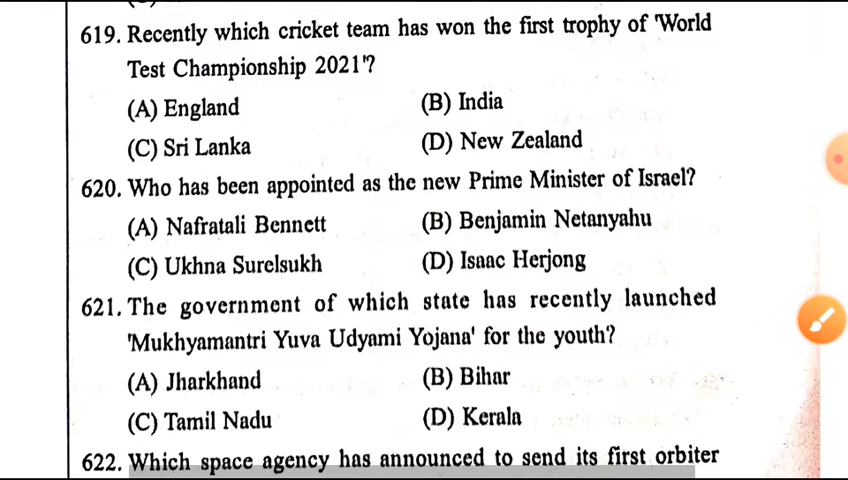 619. Recently which cricket team has won the first trophy of 'World
Test Championship 2021'?
(A) England (B) India
(C) Sri Lanka (D) New Zealand
620. Who has been appointed as the new Prime Minister of Israel?
(A) Nafratali Bennett (B) Benjamin Netanyahu
(C) Ukhna Surelsukh (D) Isaac Herjong
621. The government of which state has recently launched
'Mukhyamantri Yuva Udyami Yojana' for the youth?
(A) Jharkhand (B) Bihar
(C) Tamil Nadu (D) Kerala
622. Which space agency has announced to send its first orbiter